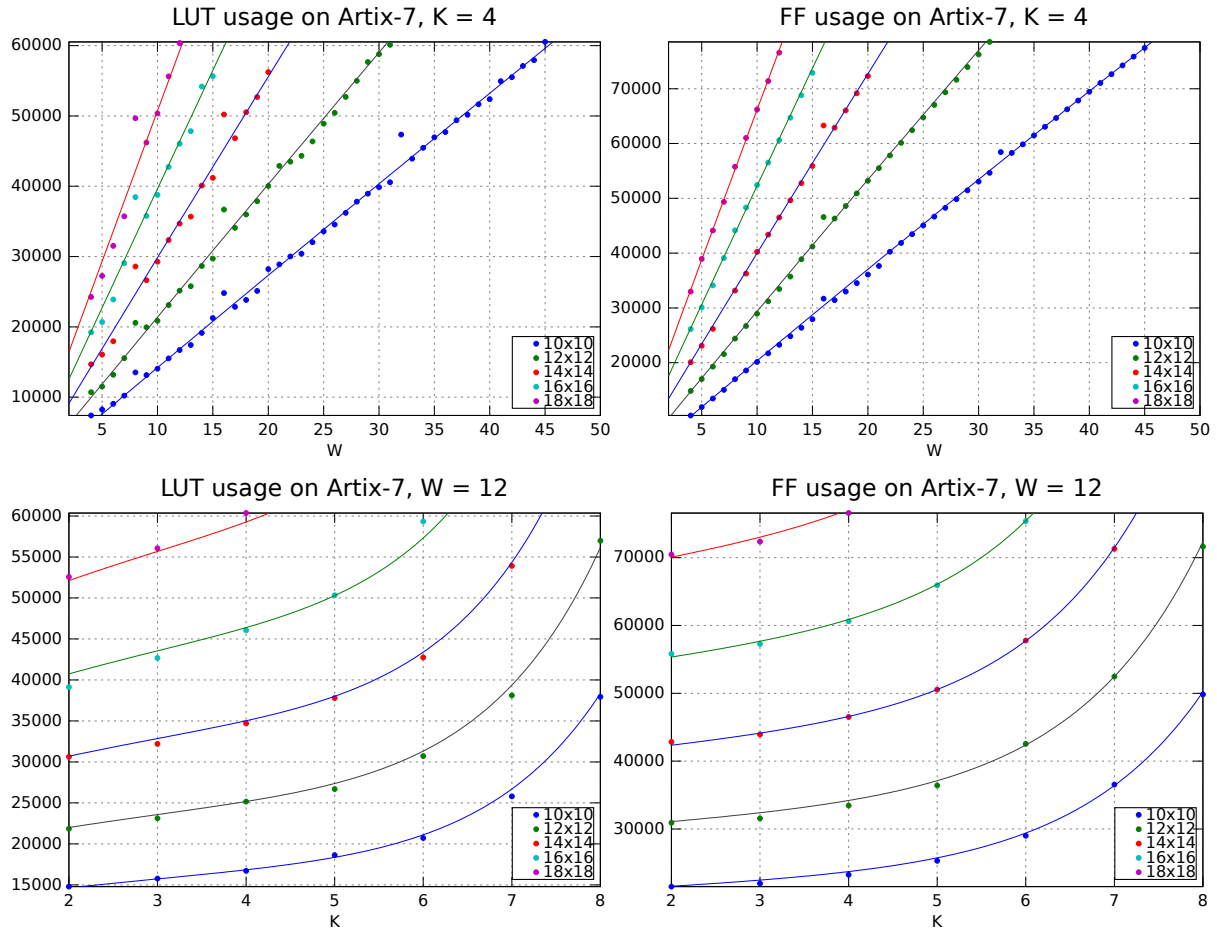 LUT usage on Artix-7, K = 4
60000
50000
40000
30000
20000
10000
5 10 15 20 25 30 35 40 45 50
W
10x10
12x12
14x14
16x16
18x18
FF usage on Artix-7, K = 4
70000
60000
50000
40000
30000
20000
5 10 15 20 25 30 35 40 45 50
W
10x10
12x12
14x14
16x16
18x18
LUT usage on Artix-7, W = 12
60000
55000
50000
45000
40000
35000
30000
25000
20000
15000
2 3 4 5 6 7 8
K
10x10
12x12
14x14
16x16
18x18
FF usage on Artix-7, W = 12
70000
60000
50000
40000
30000
2 3 4 5 6 7 8
K
10x10
12x12
14x14
16x16
18x18